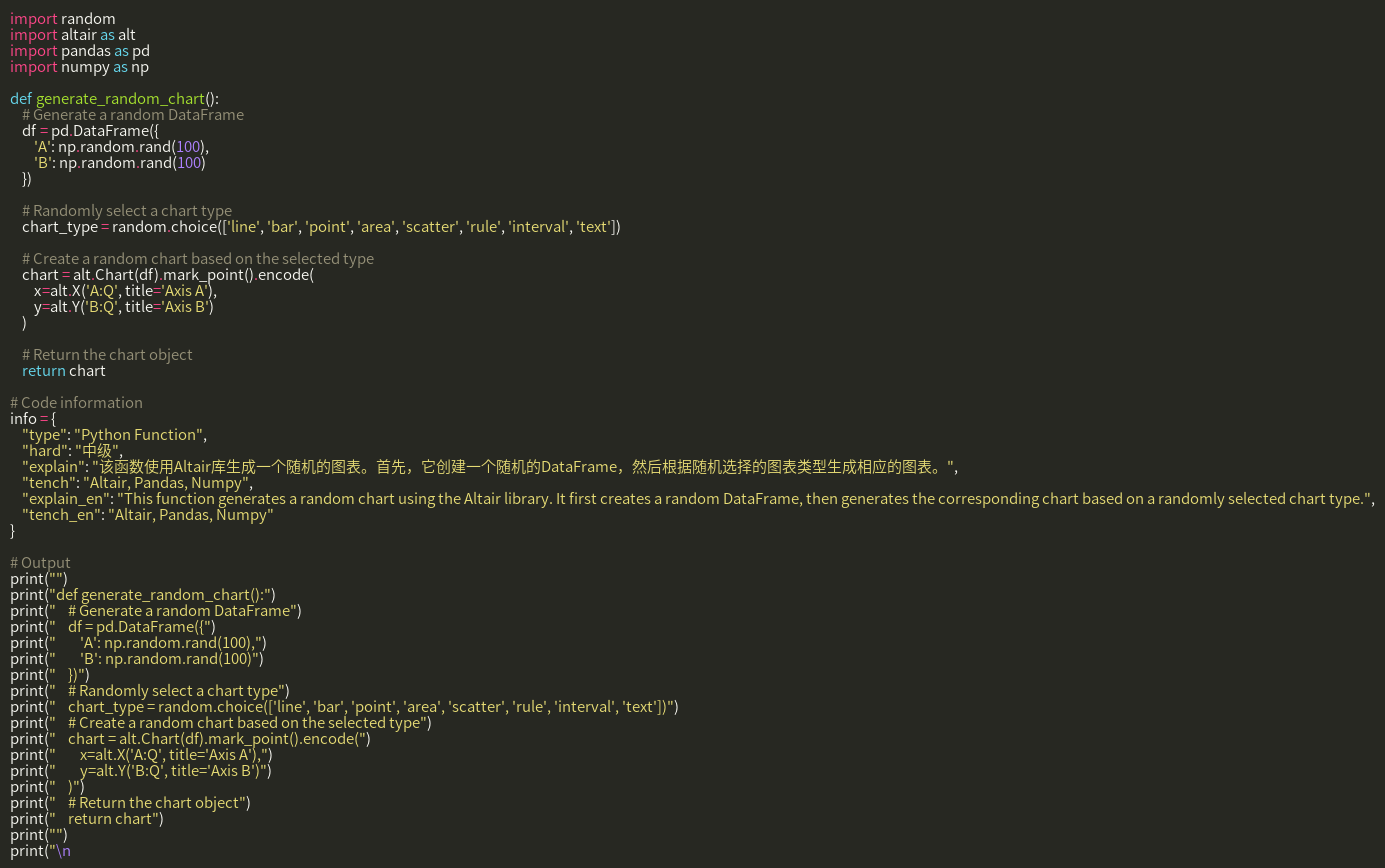 import random
import altair as alt
import pandas as pd
import numpy as np

def generate_random_chart():
    # Generate a random DataFrame
    df = pd.DataFrame({
        'A': np.random.rand(100),
        'B': np.random.rand(100)
    })

    # Randomly select a chart type
    chart_type = random.choice(['line', 'bar', 'point', 'area', 'scatter', 'rule', 'interval', 'text'])

    # Create a random chart based on the selected type
    chart = alt.Chart(df).mark_point().encode(
        x=alt.X('A:Q', title='Axis A'),
        y=alt.Y('B:Q', title='Axis B')
    )

    # Return the chart object
    return chart

# Code information
info = {
    "type": "Python Function",
    "hard": "中级",
    "explain": "该函数使用Altair库生成一个随机的图表。首先，它创建一个随机的DataFrame，然后根据随机选择的图表类型生成相应的图表。",
    "tench": "Altair, Pandas, Numpy",
    "explain_en": "This function generates a random chart using the Altair library. It first creates a random DataFrame, then generates the corresponding chart based on a randomly selected chart type.",
    "tench_en": "Altair, Pandas, Numpy"
}

# Output
print("")
print("def generate_random_chart():")
print("    # Generate a random DataFrame")
print("    df = pd.DataFrame({")
print("        'A': np.random.rand(100),")
print("        'B': np.random.rand(100)")
print("    })")
print("    # Randomly select a chart type")
print("    chart_type = random.choice(['line', 'bar', 'point', 'area', 'scatter', 'rule', 'interval', 'text'])")
print("    # Create a random chart based on the selected type")
print("    chart = alt.Chart(df).mark_point().encode(")
print("        x=alt.X('A:Q', title='Axis A'),")
print("        y=alt.Y('B:Q', title='Axis B')")
print("    )")
print("    # Return the chart object")
print("    return chart")
print("")
print("\n